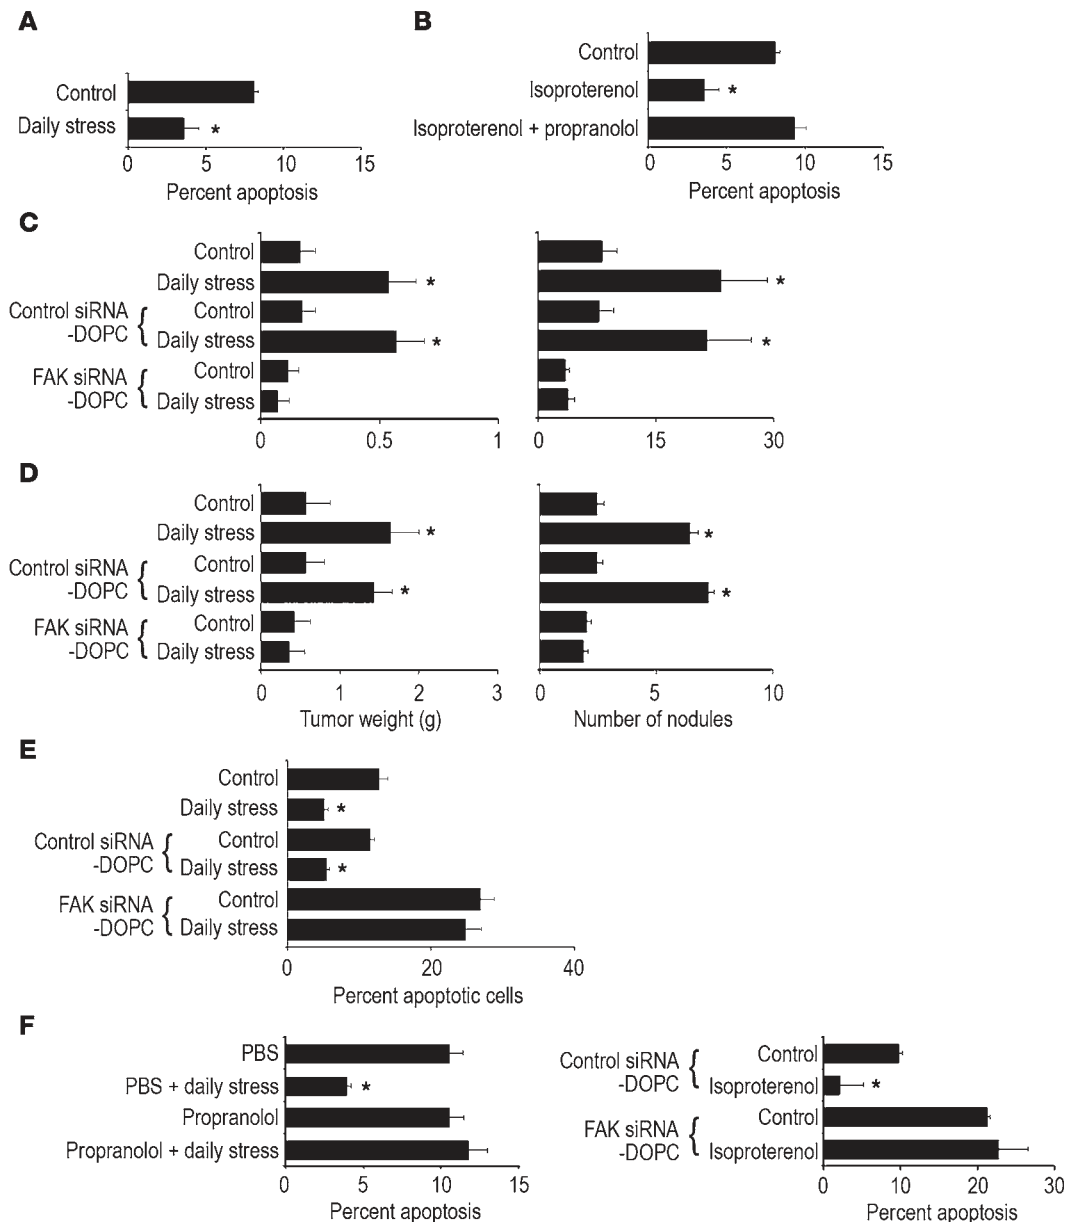 A
Control
Daily stress
*
0 5 10 15
Percent apoptosis
B
Control
Isoproterenol
*
Isoproterenol + propranolol
0 5 10 15
Percent apoptosis
C
Control
Daily stress
*
*
Control siRNA
-DOPC
{
Control
Daily stress
*
*
FAK siRNA
-DOPC
{
Control
Daily stress
0 0.5 1
0 15 30
D
Control
Daily stress
*
*
Control siRNA
-DOPC
{
Control
Daily stress
*
*
FAK siRNA
-DOPC
{
Control
Daily stress
0 1 2 3
Tumor weight (g)
0 5 10
Number of nodules
E
Control
Daily stress
*
Control siRNA
-DOPC
{
Control
Daily stress
*
FAK siRNA
-DOPC
{
Control
Daily stress
0 20 40
Percent apoptotic cells
F
PBS
PBS + daily stress
*
Propranolol
Propranolol + daily stress
0 5 10 15
Percent apoptosis
Control siRNA
-DOPC
{
Control
Isoproterenol
*
FAK siRNA
-DOPC
{
Control
Isoproterenol
0 10 20 30
Percent apoptosis